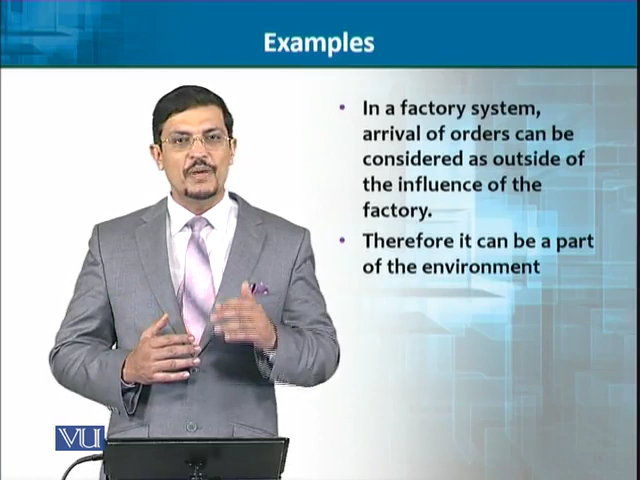 Examples
• In a factory system,
arrival of orders can be
considered as outside of
the influence of the
factory.
• Therefore it can be a part
of the environment
VU